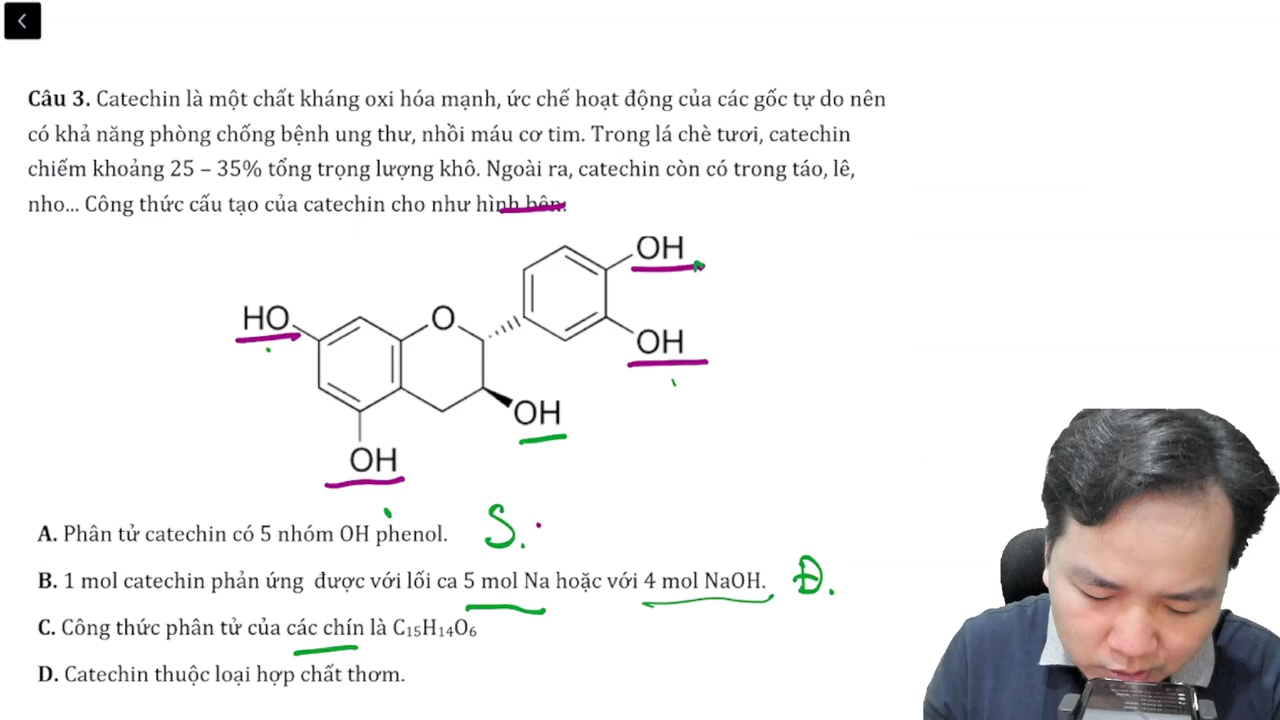 Câu 3. Catechin là một chất kháng oxi hóa mạnh, ức chế hoạt động của các gốc tự do nên
có khả năng phòng chống bệnh ung thư, nhồi máu cơ tim. Trong lá chè tươi, catechin
chiếm khoảng 25 – 35% tổng trọng lượng khô. Ngoài ra, catechin còn có trong táo, lê,
nho... Công thức cấu tạo của catechin cho như hình bên.
OH
HO
O
OH
OH
OH
A. Phân tử catechin có 5 nhóm OH phenol. S.
B. 1 mol catechin phản ứng được với lối ca 5 mol Na hoặc với 4 mol NaOH. Đ.
C. Công thức phân tử của các chín là C₁₅H₁₄O₆
D. Catechin thuộc loại hợp chất thơm.